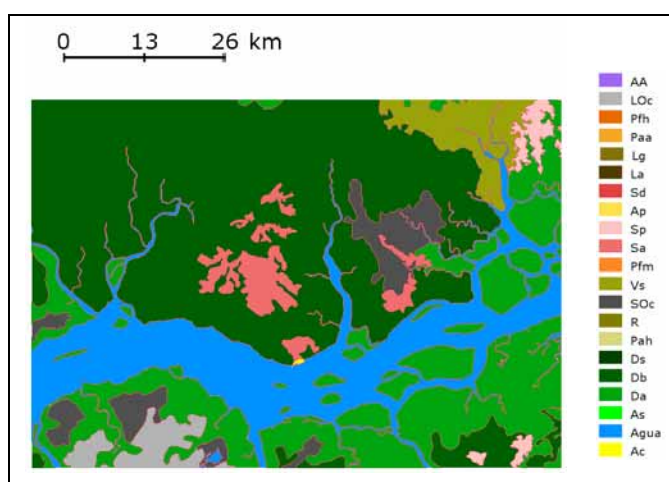 0 13 26 km
AA
LOc
Pfh
Paa
Lg
La
Sd
Ap
Sp
Sa
Pfm
Vs
SOc
R
Pah
Ds
Db
Da
As
Agua
Ac